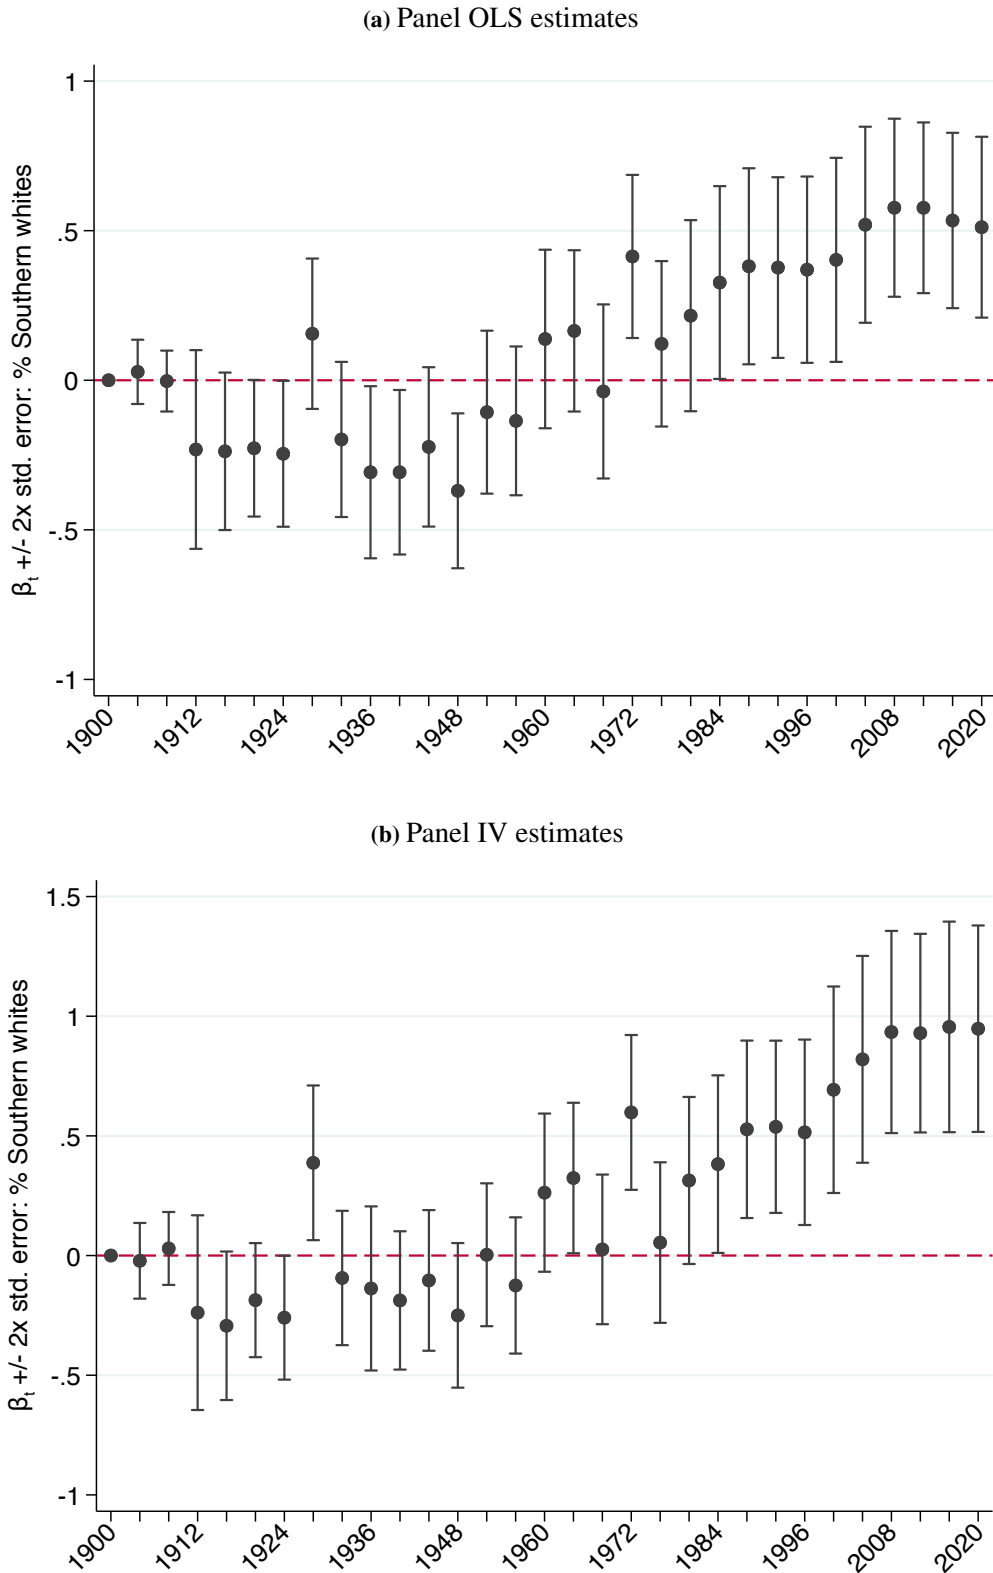 (a) Panel OLS estimates
βt +/- 2x std. error: % Southern whites
1
.5
0
-.5
-1
1900 1912 1924 1936 1948 1960 1972 1984 1996 2008 2020
(b) Panel IV estimates
βt +/- 2x std. error: % Southern whites
1.5
1
.5
0
-.5
-1
1900 1912 1924 1936 1948 1960 1972 1984 1996 2008 2020